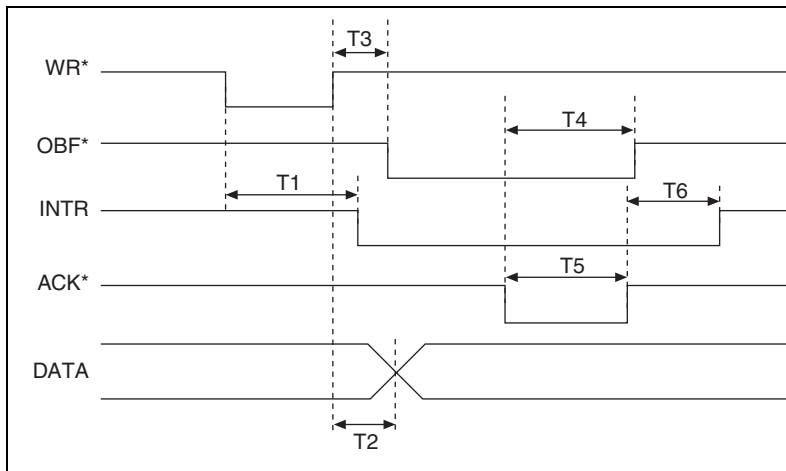 T3
WR*
T4
OBF*
T1
T6
INTR
T5
ACK*
DATA
T2